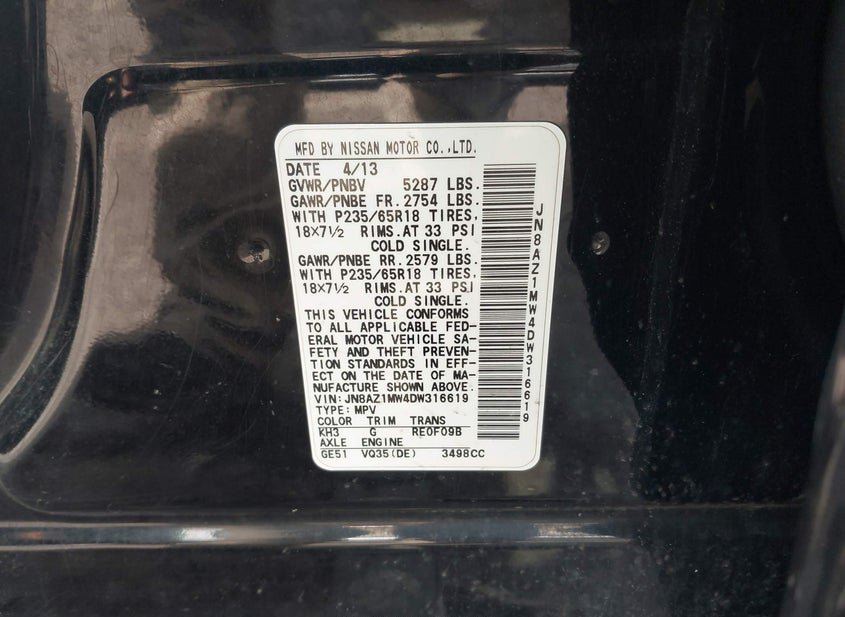 MFD BY NISSAN MOTOR CO.,LTD.
DATE 4/13
GVWR/PNBV 5287 LBS.
GAWR/PNBE FR. 2754 LBS.
WITH P235/65R18 TIRES,
18×7½ RIMS.AT 33 PSI
COLD SINGLE.
GAWR/PNBE RR. 2579 LBS.
WITH P235/65R18 TIRES,
18×7½ RIMS.AT 33 PSI
COLD SINGLE.
THIS VEHICLE CONFORMS
TO ALL APPLICABLE FED-
ERAL MOTOR VEHICLE SA-
FETY AND THEFT PREVEN-
TION STANDARDS IN EFF-
ECT ON THE DATE OF MA-
NUFACTURE SHOWN ABOVE.
VIN: JN8AZ1MW4DW316619
TYPE: MPV
COLOR TRIM TRANS
KH3 G RE0F09B
AXLE ENGINE
GE51 VQ35(DE) 3498CC
JN8AZ1MW4DW316619